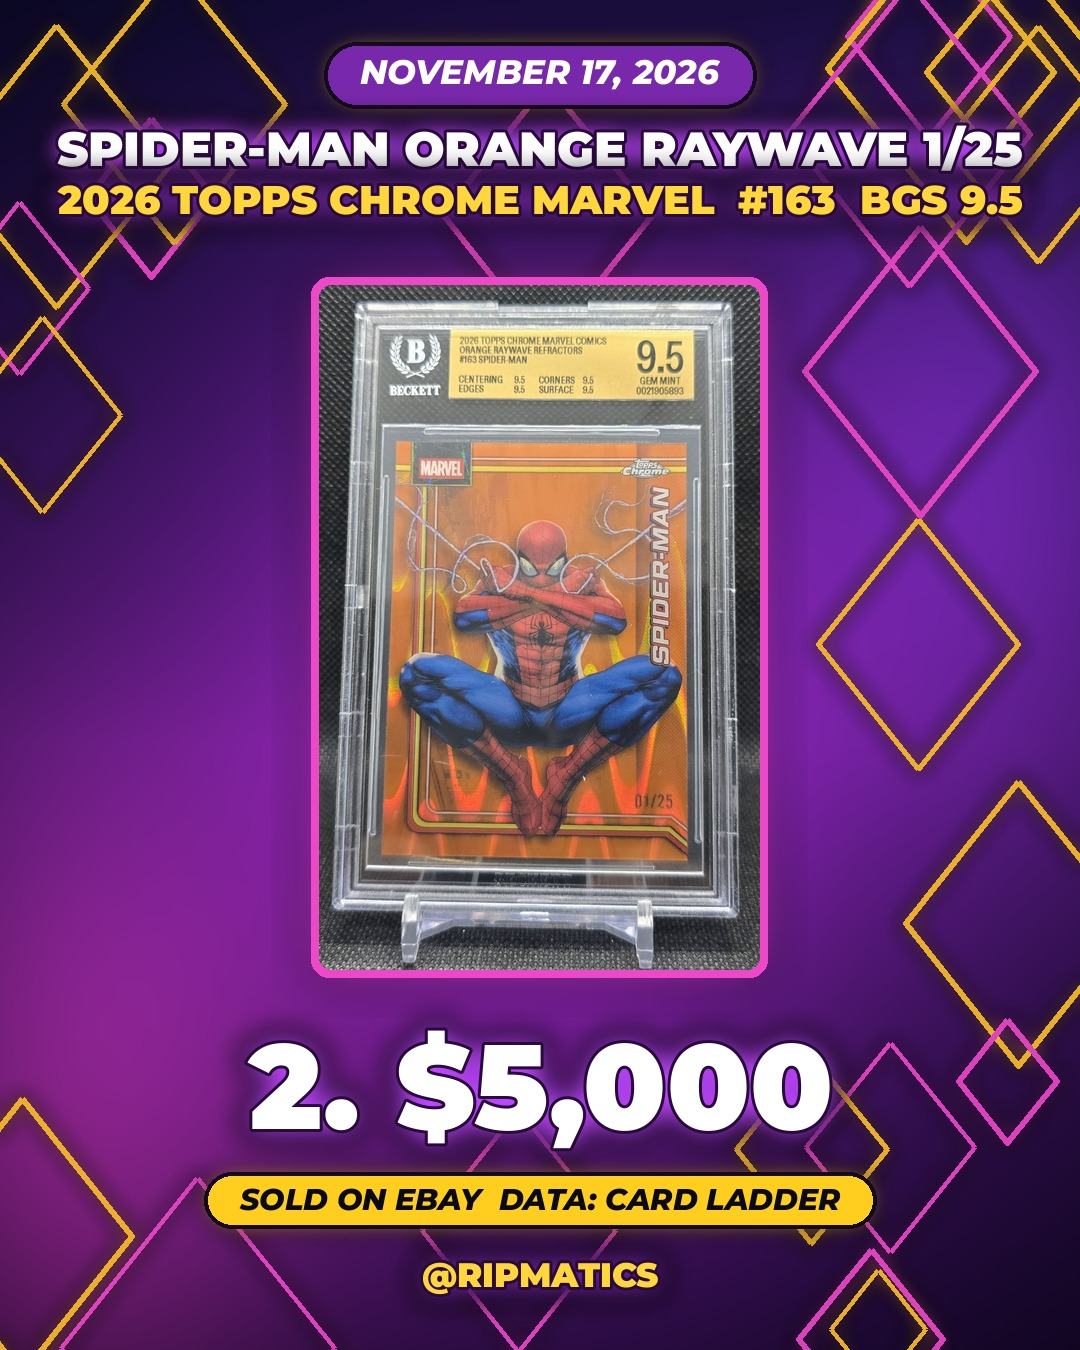 NOVEMBER 17, 2026
SPIDER-MAN ORANGE RAYWAVE 1/25
2026 TOPPS CHROME MARVEL #163 BGS 9.5
B
BECKETT
2026 TOPPS CHROME MARVEL COMICS
ORANGE RAYWAVE REFRACTORS
#163 SPIDER-MAN
CENTERING 9.5 CORNERS 9.5
EDGES 9.5 SURFACE 9.5
9.5
GEM MINT
0021905893
MARVEL
Topps
Chrome
SPIDER-MAN
01/25
2. $5,000
SOLD ON EBAY DATA: CARD LADDER
@RIPMATICS